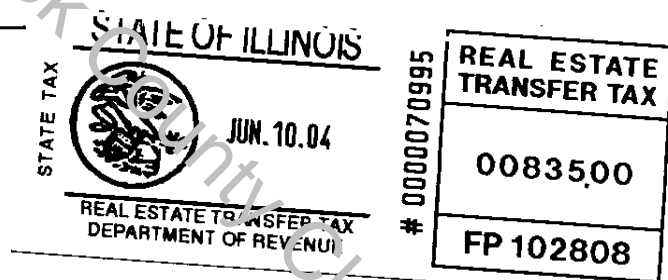 STATE OF ILLINOIS
STATE TAX
JUN.10.04
REAL ESTATE TRANSFER TAX
DEPARTMENT OF REVENUE
# 0000070995
REAL ESTATE
TRANSFER TAX
0083500
FP 102808
County